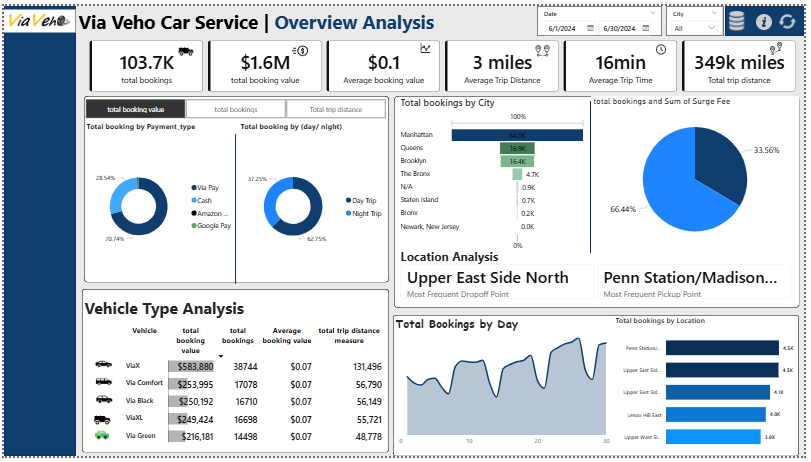 Via Veho
Via Veho Car Service | Overview Analysis
Date
6/1/2024
6/30/2024
City
All
103.7K
total bookings
$1.6M
total booking value
$0.1
Average booking value
3 miles
Average Trip Distance
16min
Average Trip Time
349k miles
Total trip distance
total booking value
total bookings
Total trip distance
Total booking by Payment_type
28.54%
70.74%
Via Pay
Cash
Amazon ...
Google Pay
Total booking by (day/ night)
37.25%
62.75%
Day Trip
Night Trip
Total bookings by City
100%
Manhattan
64.0K
Queens 16.9K
Brooklyn 16.4K
The Bronx 4.7K
N/A 0.9K
Staten Island 0.7K
Bronx 0.2K
Newark, New Jersey 0.0K
0%
total bookings and Sum of Surge Fee
33.56%
66.44%
Location Analysis
Upper East Side North
Most Frequent Dropoff Point
Penn Station/Madison...
Most Frequent Pickup Point
Vehicle Type Analysis
Vehicle total booking value total bookings Average booking value total trip distance measure
ViaX $583,880 38744 $0.07 131,496
Via Comfort $253,995 17078 $0.07 56,790
Via Black $250,192 16710 $0.07 56,149
ViaXL $249,424 16698 $0.07 55,721
Via Green $216,181 14498 $0.07 48,778
Total Bookings by Day
0 10 20 30
Total bookings by Location
Penn Station/... 4.5K
Upper East Sid... 4.5K
Upper East Sid... 4.1K
Lenox Hill East 4.0K
Upper West Si... 3.8K